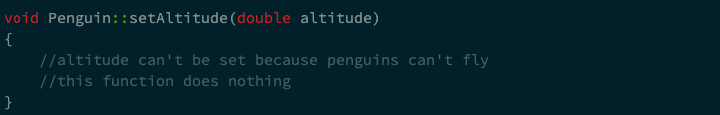 void Penguin::setAltitude(double altitude)
{
    //altitude can't be set because penguins can't fly
    //this function does nothing
}